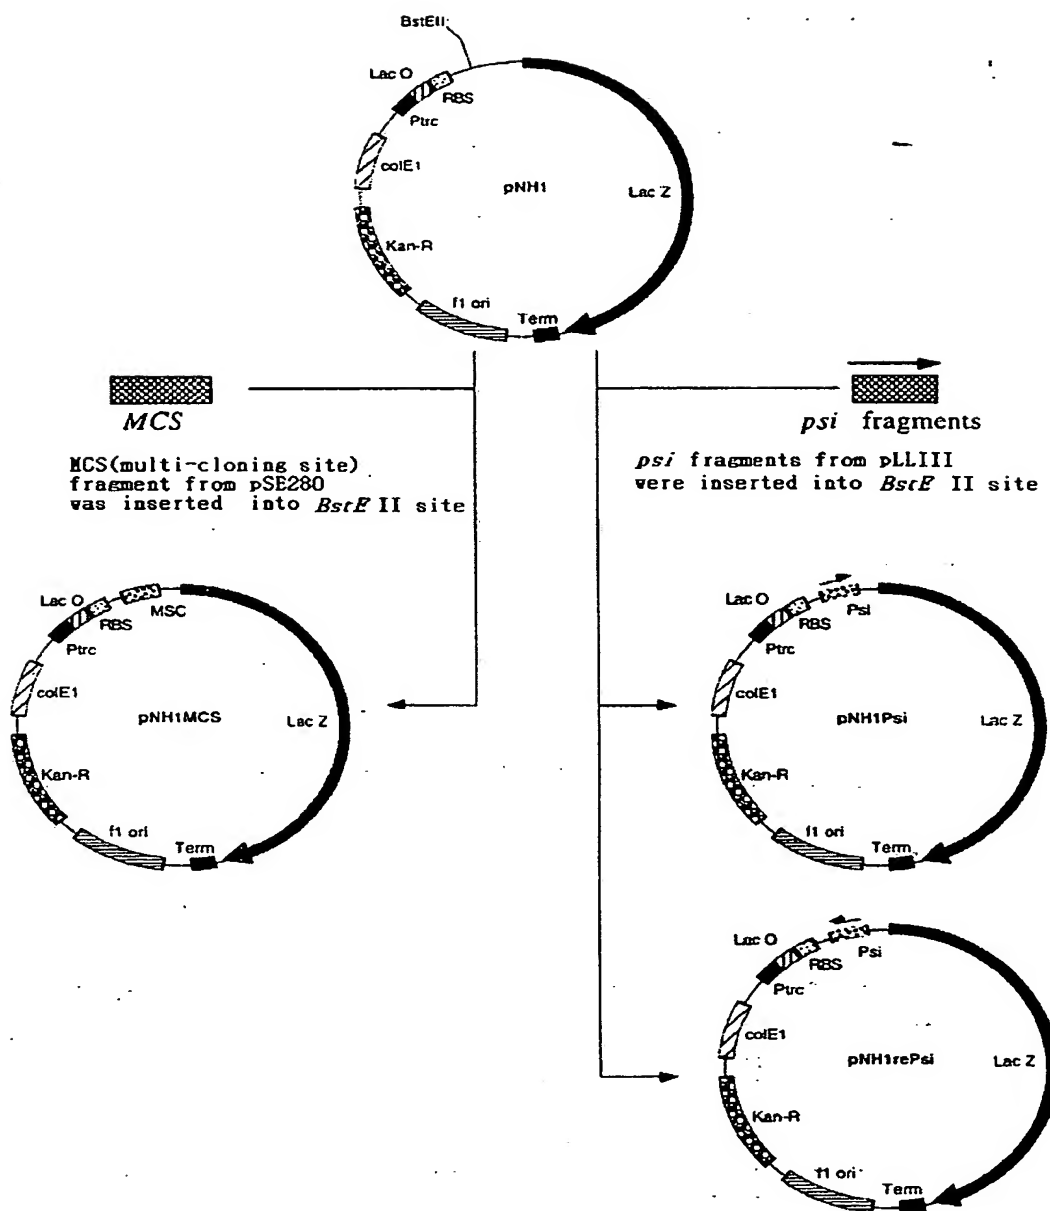 BstEII
Lac O
RBS
Ptrc
colE1
pNH1
Lac Z
Kan-R
f1 ori
Term
MCS
psi fragments
MCS(multi-cloning site)
fragment from pSE280
was inserted into BstE II site
psi fragments from pLLIII
were inserted into BstE II site
Lac O
MSC
RBS
Ptrc
colE1
pNH1MCS
Lac Z
Kan-R
f1 ori
Term
Lac O
Psi
RBS
Ptrc
colE1
pNH1Psi
Lac Z
Kan-R
f1 ori
Term
Lac O
Psi
RBS
Ptrc
colE1
pNH1rePsi
Lac Z
Kan-R
f1 ori
Term